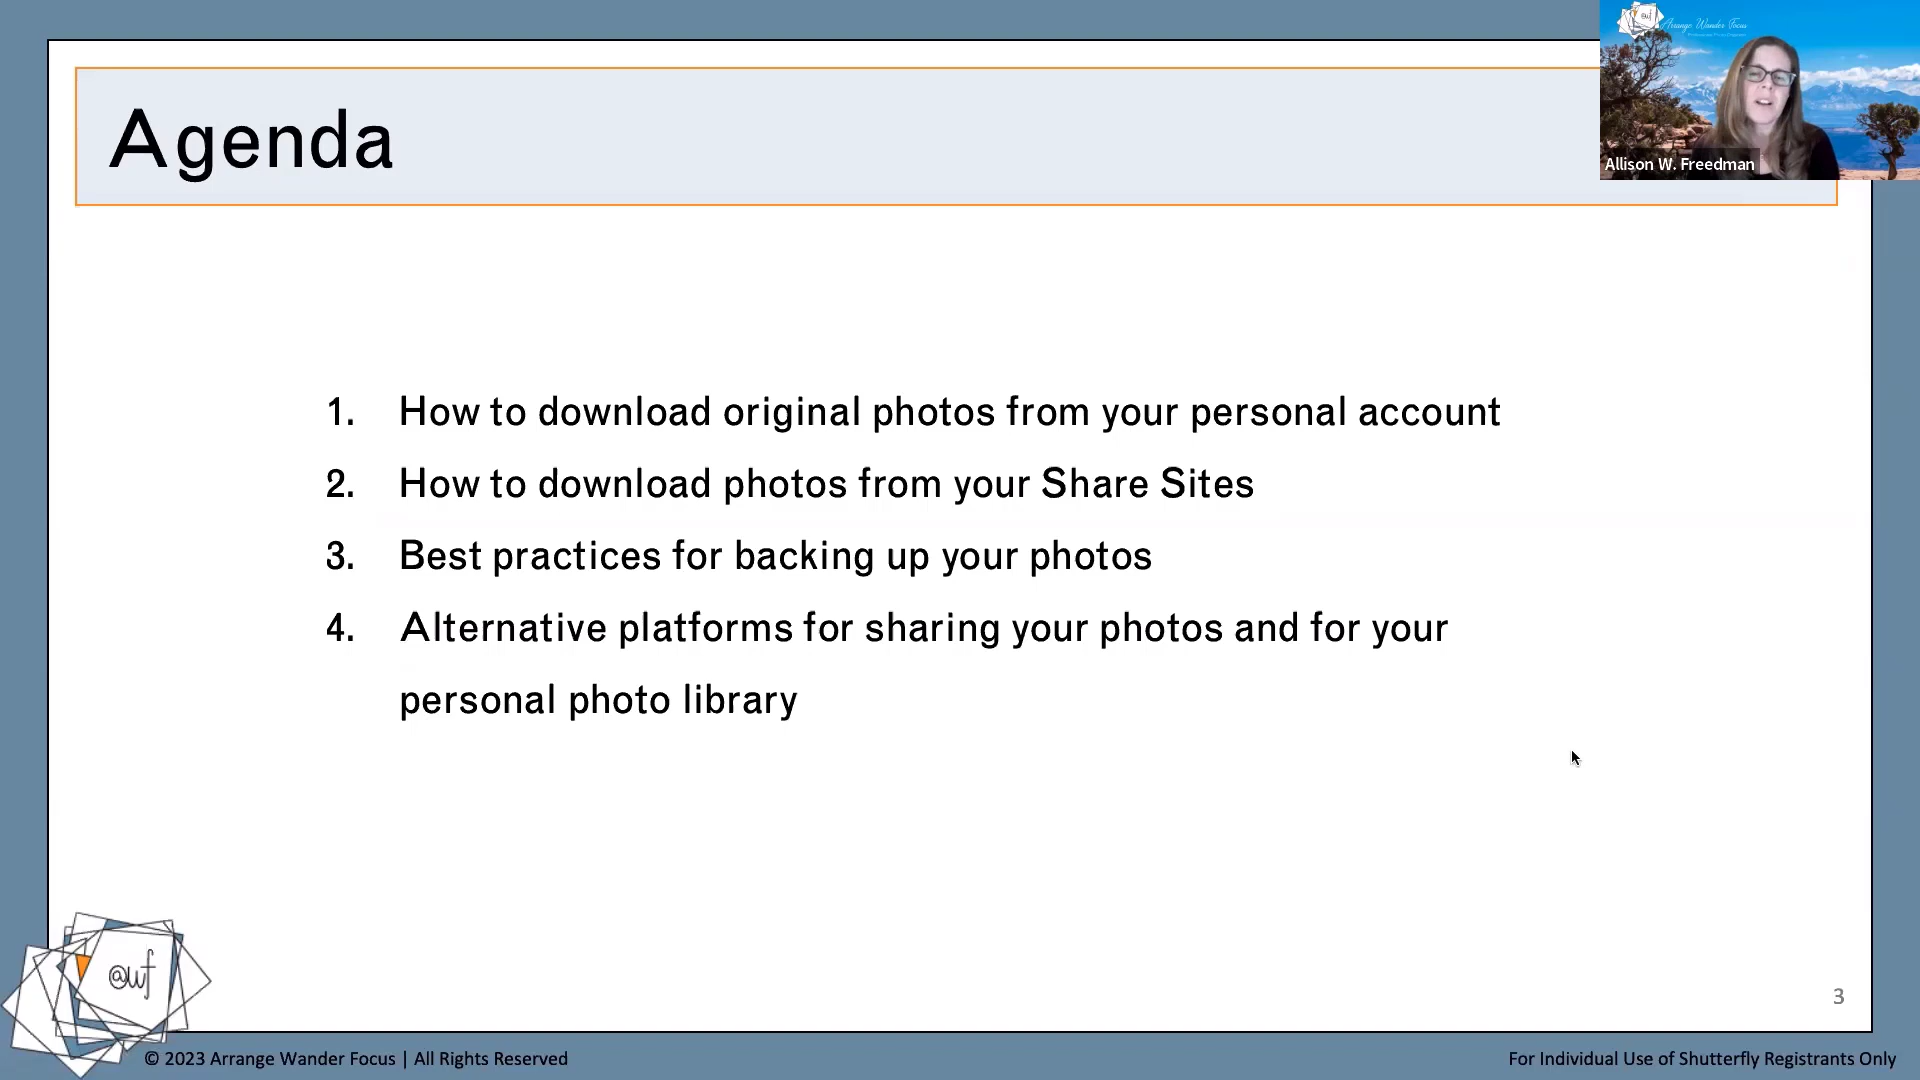 Arrange Wander Focus
Allison W. Freedman
Agenda
1. How to download original photos from your personal account
2. How to download photos from your Share Sites
3. Best practices for backing up your photos
4. Alternative platforms for sharing your photos and for your
personal photo library
@wf
3
© 2023 Arrange Wander Focus | All Rights Reserved
For Individual Use of Shutterfly Registrants Only